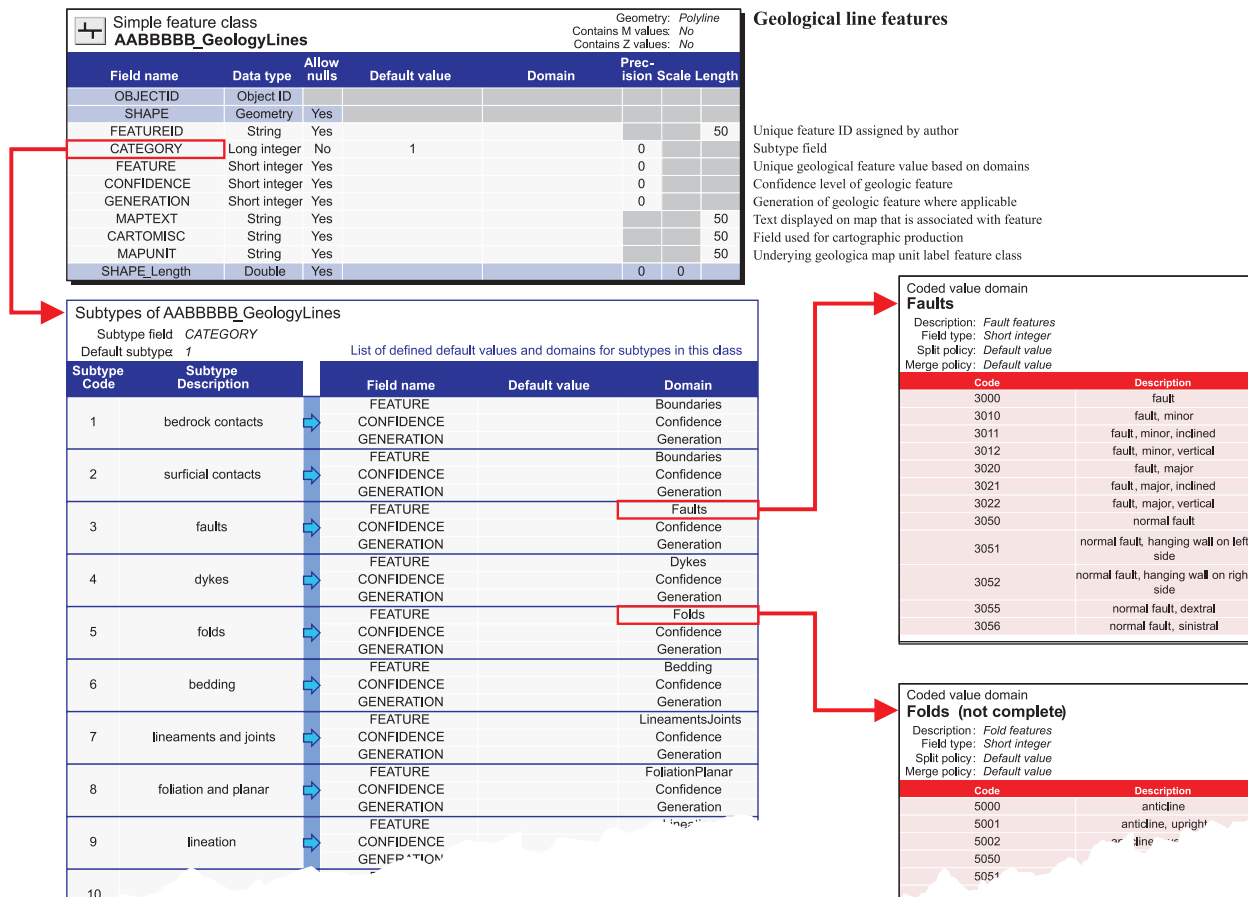 Simple feature class
AABBBBB_GeologyLines
Geometry: Polyline
Contains M values: No
Contains Z values: No
Geological line features
Field name Data type Allow nulls Default value Domain Prec-ision Scale Length
OBJECTID Object ID
SHAPE Geometry Yes
FEATUREID String Yes 50 Unique feature ID assigned by author
CATEGORY Long integer No 1 0 Subtype field
FEATURE Short integer Yes 0 Unique geological feature value based on domains
CONFIDENCE Short integer Yes 0 Confidence level of geologic feature
GENERATION Short integer Yes 0 Generation of geologic feature where applicable
MAPTEXT String Yes 50 Text displayed on map that is associated with feature
CARTOMISC String Yes 50 Field used for cartographic production
MAPUNIT String Yes 50 Underying geologica map unit label feature class
SHAPE_Length Double Yes 0 0
Subtypes of AABBBBB_GeologyLines
Subtype field CATEGORY
Default subtype: 1
List of defined default values and domains for subtypes in this class
Subtype Code Subtype Description Field name Default value Domain
FEATURE Boundaries
1 bedrock contacts CONFIDENCE Confidence
GENERATION Generation
FEATURE Boundaries
2 surficial contacts CONFIDENCE Confidence
GENERATION Generation
FEATURE Faults
3 faults CONFIDENCE Confidence
GENERATION Generation
FEATURE Dykes
4 dykes CONFIDENCE Confidence
GENERATION Generation
FEATURE Folds
5 folds CONFIDENCE Confidence
GENERATION Generation
FEATURE Bedding
6 bedding CONFIDENCE Confidence
GENERATION Generation
FEATURE LineamentsJoints
7 lineaments and joints CONFIDENCE Confidence
GENERATION Generation
FEATURE FoliationPlanar
8 foliation and planar CONFIDENCE Confidence
GENERATION Generation
FEATURE
9 lineation CONFIDENCE
GENERATION
10
Coded value domain
Faults
Description: Fault features
Field type: Short integer
Split policy: Default value
Merge policy: Default value
Code Description
3000 fault
3010 fault, minor
3011 fault, minor, inclined
3012 fault, minor, vertical
3020 fault, major
3021 fault, major, inclined
3022 fault, major, vertical
3050 normal fault
3051 normal fault, hanging wall on left
side
3052 normal fault, hanging wall on righ
side
3055 normal fault, dextral
3056 normal fault, sinistral
Coded value domain
Folds (not complete)
Description: Fold features
Field type: Short integer
Split policy: Default value
Merge policy: Default value
Code Description
5000 anticline
5001 anticline, upright
5002
5050
5051